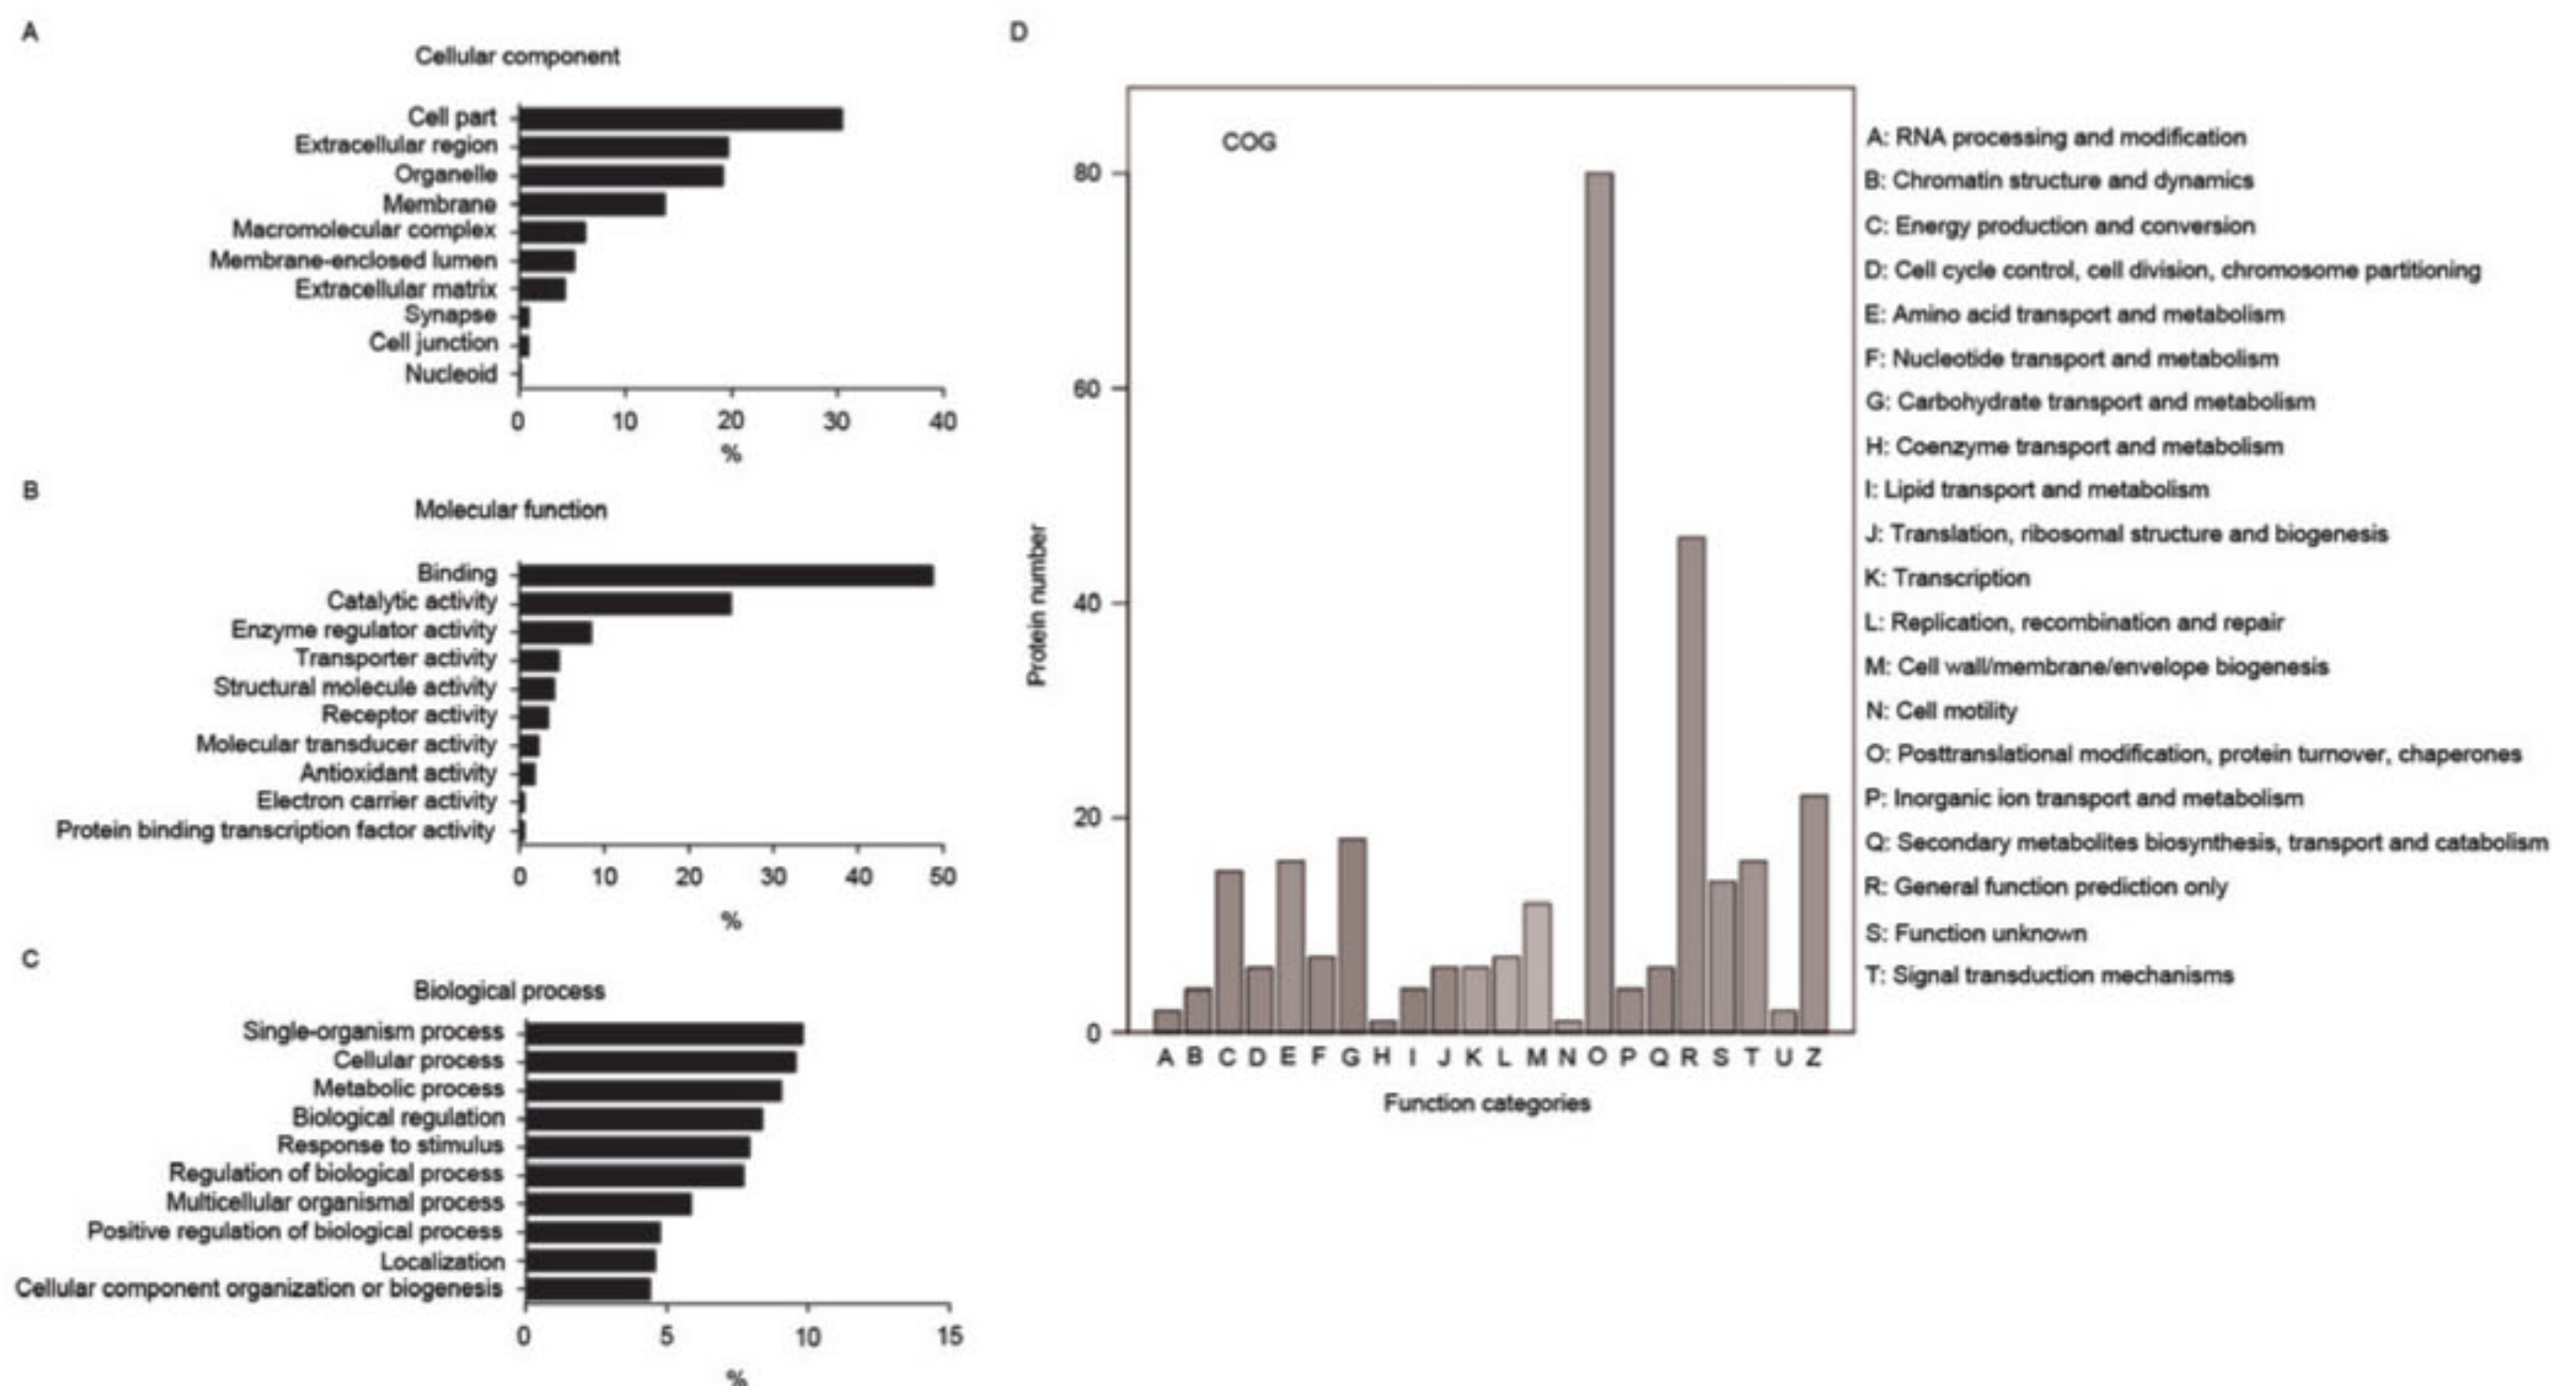 A
Cellular component
Cell part
Extracellular region
Organelle
Membrane
Macromolecular complex
Membrane-enclosed lumen
Extracellular matrix
Synapse
Cell junction
Nucleoid
0 10 20 30 40
%
B
Molecular function
Binding
Catalytic activity
Enzyme regulator activity
Transporter activity
Structural molecule activity
Receptor activity
Molecular transducer activity
Antioxidant activity
Electron carrier activity
Protein binding transcription factor activity
0 10 20 30 40 50
%
C
Biological process
Single-organism process
Cellular process
Metabolic process
Biological regulation
Response to stimulus
Regulation of biological process
Multicellular organismal process
Positive regulation of biological process
Localization
Cellular component organization or biogenesis
0 5 10 15
%
D
COG
Protein number
80
60
40
20
0
A B C D E F G H I J K L M N O P Q R S T U Z
Function categories
A: RNA processing and modification
B: Chromatin structure and dynamics
C: Energy production and conversion
D: Cell cycle control, cell division, chromosome partitioning
E: Amino acid transport and metabolism
F: Nucleotide transport and metabolism
G: Carbohydrate transport and metabolism
H: Coenzyme transport and metabolism
I: Lipid transport and metabolism
J: Translation, ribosomal structure and biogenesis
K: Transcription
L: Replication, recombination and repair
M: Cell wall/membrane/envelope biogenesis
N: Cell motility
O: Posttranslational modification, protein turnover, chaperones
P: Inorganic ion transport and metabolism
Q: Secondary metabolites biosynthesis, transport and catabolism
R: General function prediction only
S: Function unknown
T: Signal transduction mechanisms